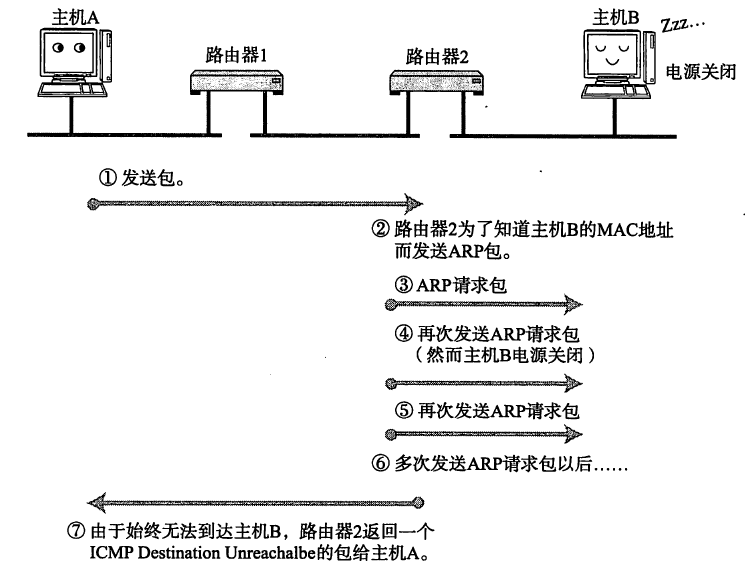 主机A
主机B
Zzz...
路由器1
路由器2
电源关闭
① 发送包。
② 路由器2为了知道主机B的MAC地址
而发送ARP包。
③ ARP请求包
④ 再次发送ARP请求包
（然而主机B电源关闭）
⑤ 再次发送ARP请求包
⑥ 多次发送ARP请求包以后……
⑦ 由于始终无法到达主机B，路由器2返回一个
ICMP Destination Unreachalbe的包给主机A。